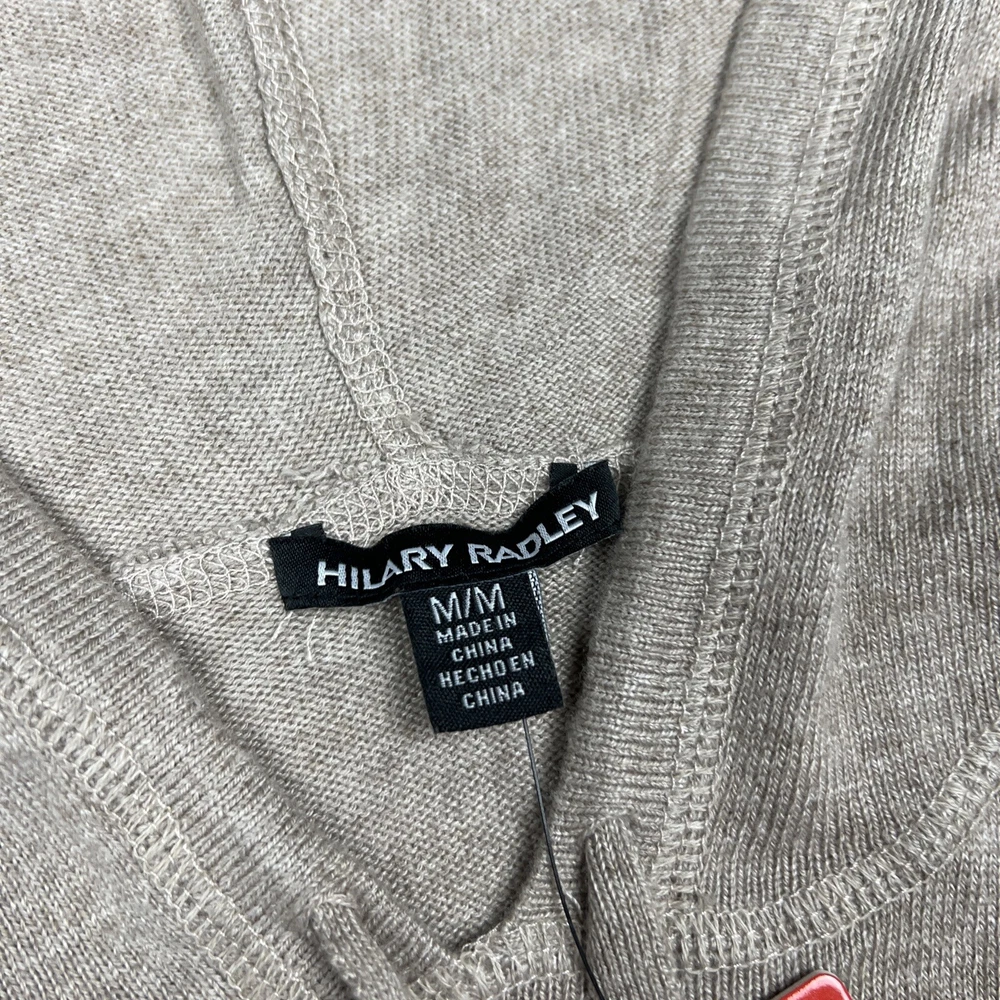 HILARY RADLEY
M/M
MADE IN
CHINA
HECHO EN
CHINA